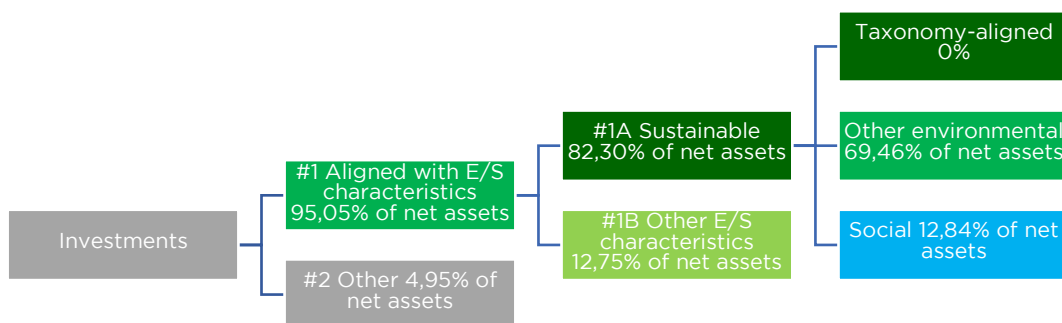 Investments
#1 Aligned with E/S
characteristics
95,05% of net assets
#2 Other 4,95% of
net assets
#1A Sustainable
82,30% of net assets
#1B Other E/S
characteristics
12,75% of net assets
Taxonomy-aligned
0%
Other environmental
69,46% of net assets
Social 12,84% of net
assets